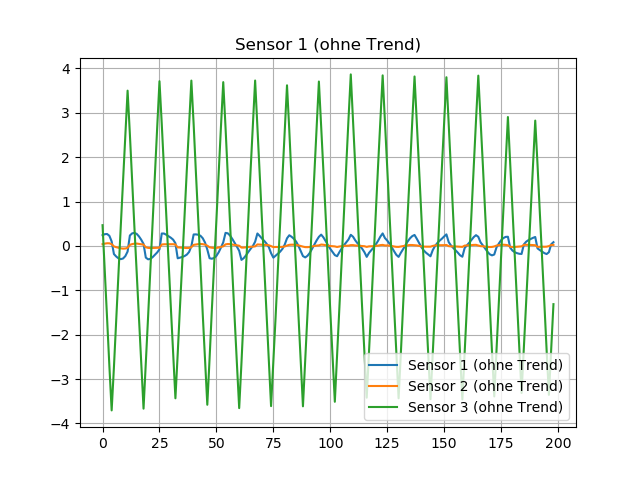 Sensor 1 (ohne Trend)
4
3
2
1
0
−1
−2
−3
−4
Sensor 1 (ohne Trend)
Sensor 2 (ohne Trend)
Sensor 3 (ohne Trend)
0 25 50 75 100 125 150 175 200